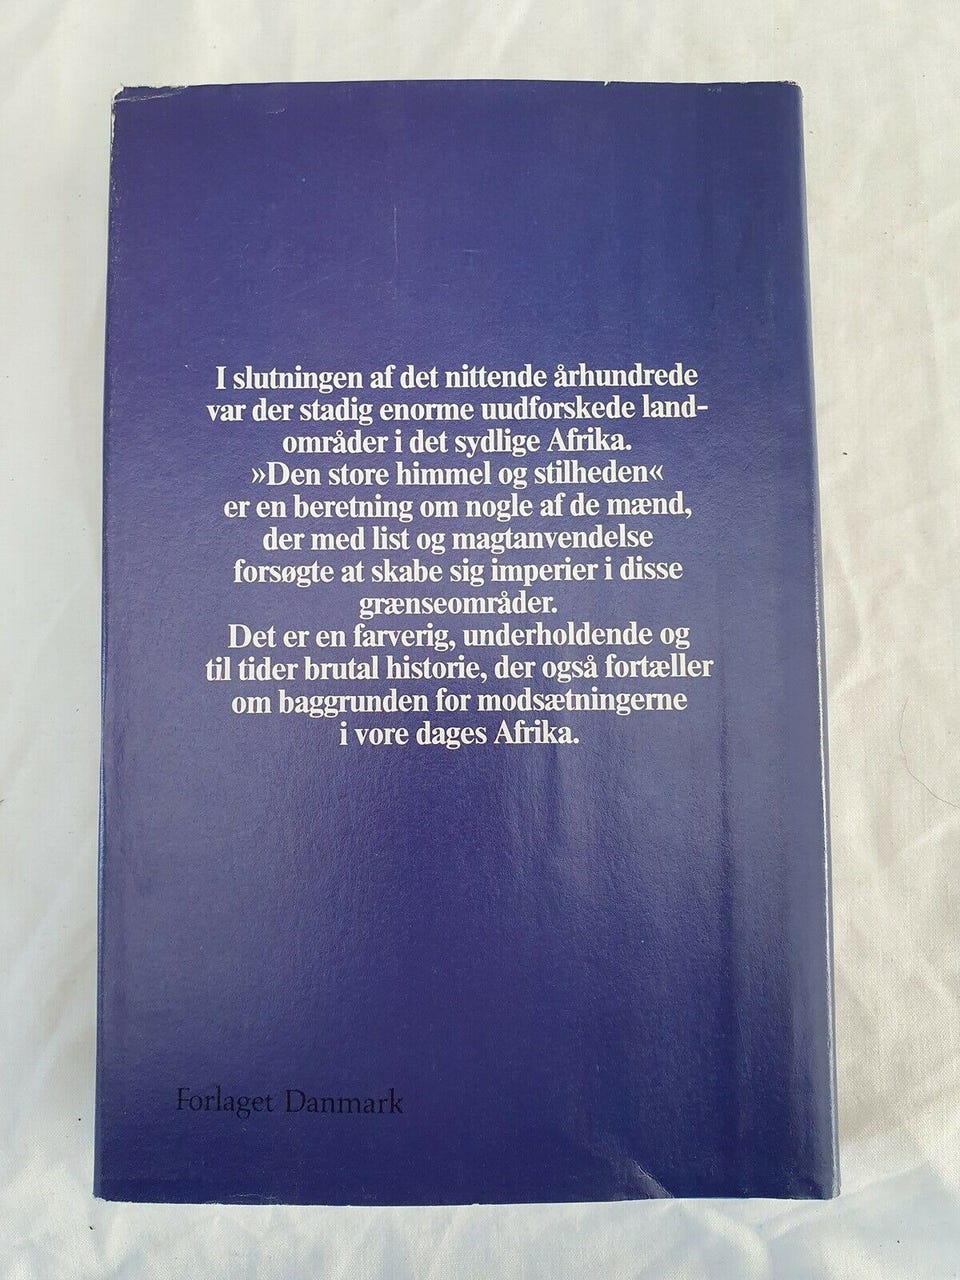 I slutningen af det nittende århundrede
var der stadig enorme uudforskede land-
områder i det sydlige Afrika.
»Den store himmel og stilheden«
er en beretning om nogle af de mænd,
der med list og magtanvendelse
forsøgte at skabe sig imperier i disse
grænseområder.
Det er en farverig, underholdende og
til tider brutal historie, der også fortæller
om baggrunden for modsætningerne
i vore dages Afrika.
Forlaget Danmark